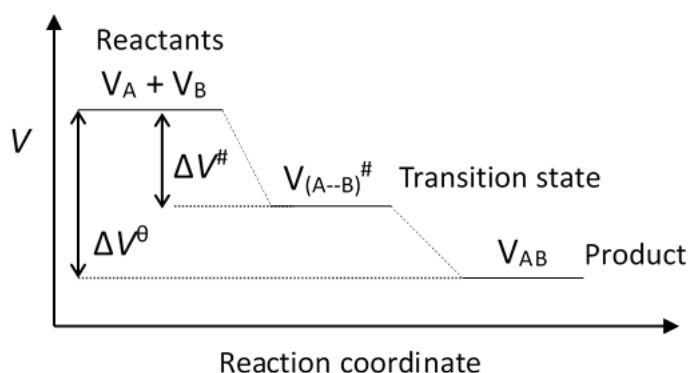 Reactants
V_A + V_B
V
ΔV^#
V_(A--B)^#
Transition state
ΔV^θ
V_AB
Product
Reaction coordinate